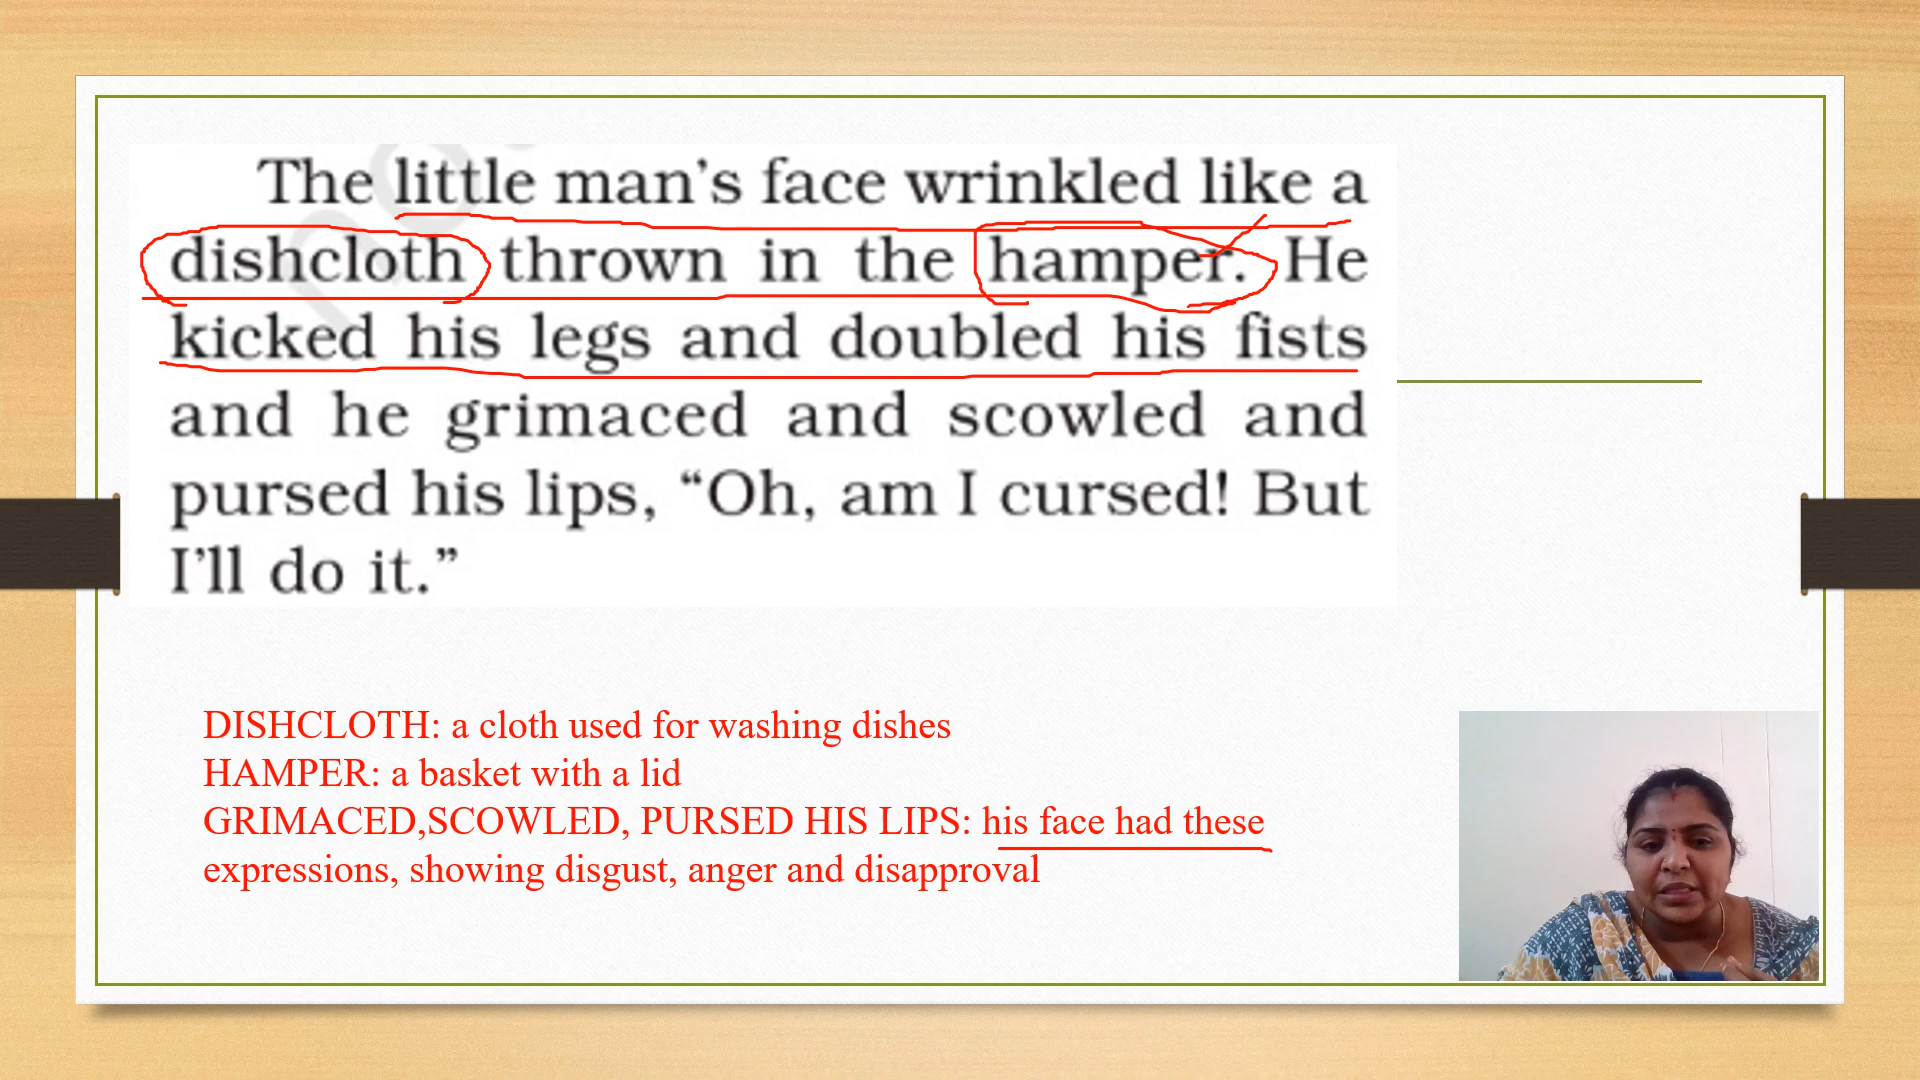 The little man's face wrinkled like a
dishcloth thrown in the hamper. He
kicked his legs and doubled his fists
and he grimaced and scowled and
pursed his lips, “Oh, am I cursed! But
I'll do it.”
DISHCLOTH: a cloth used for washing dishes
HAMPER: a basket with a lid
GRIMACED,SCOWLED, PURSED HIS LIPS: his face had these
expressions, showing disgust, anger and disapproval